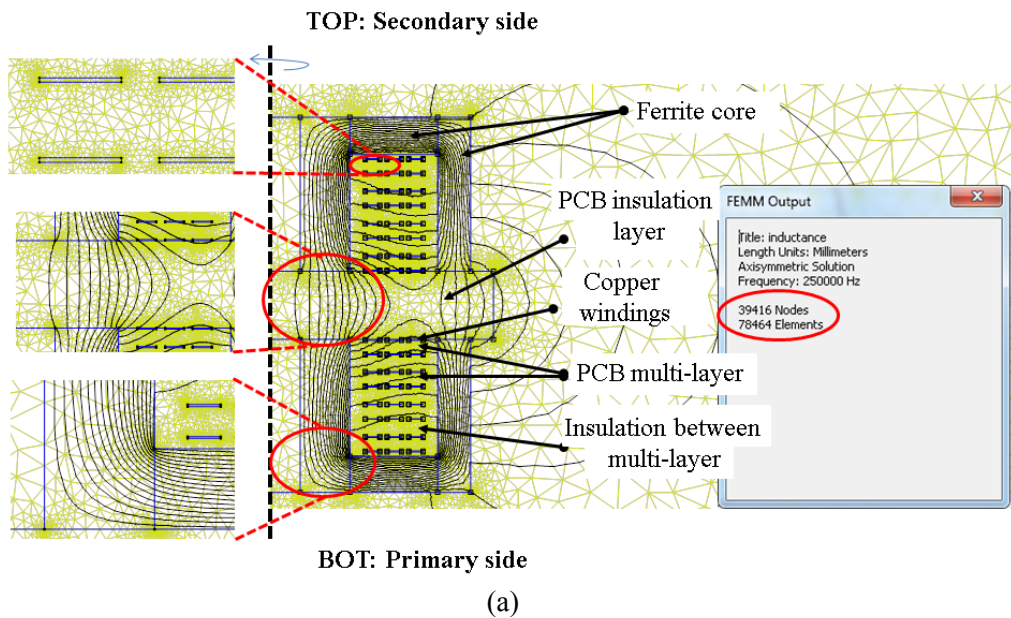 TOP: Secondary side
Ferrite core
PCB insulation
layer
Copper
windings
PCB multi-layer
Insulation between
multi-layer
FEMM Output
Title: inductance
Length Units: Millimeters
Axisymmetric Solution
Frequency: 250000 Hz
39416 Nodes
78464 Elements
BOT: Primary side
(a)